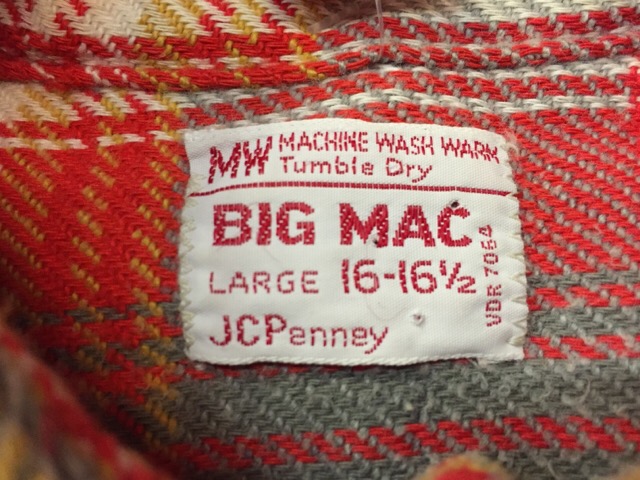 MW MACHINE WASH WARM
Tumble Dry
BIG MAC
LARGE 16-16½
JCPenney
VDR 7064